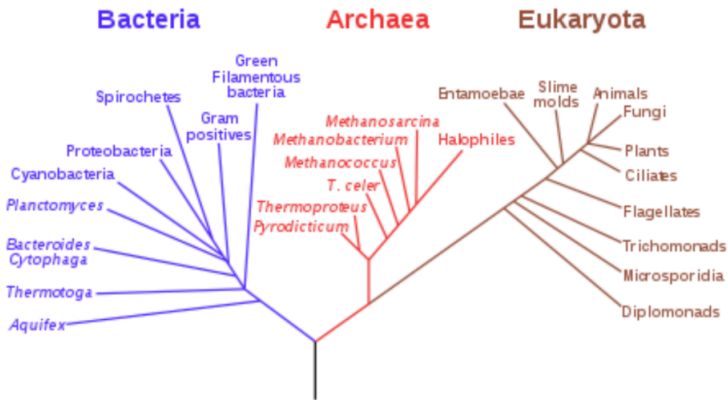 Bacteria
Archaea
Eukaryota
Green
Filamentous
bacteria
Spirochetes
Gram
positives
Proteobacteria
Cyanobacteria
Planctomyces
Bacteroides
Cytophaga
Thermotoga
Aquifex
Methanosarcina
Methanobacterium
Halophiles
Methanococcus
T. celer
Thermoproteus
Pyrodicticum
Entamoebae
Slime
molds
Animals
Fungi
Plants
Ciliates
Flagellates
Trichomonads
Microsporidia
Diplomonads